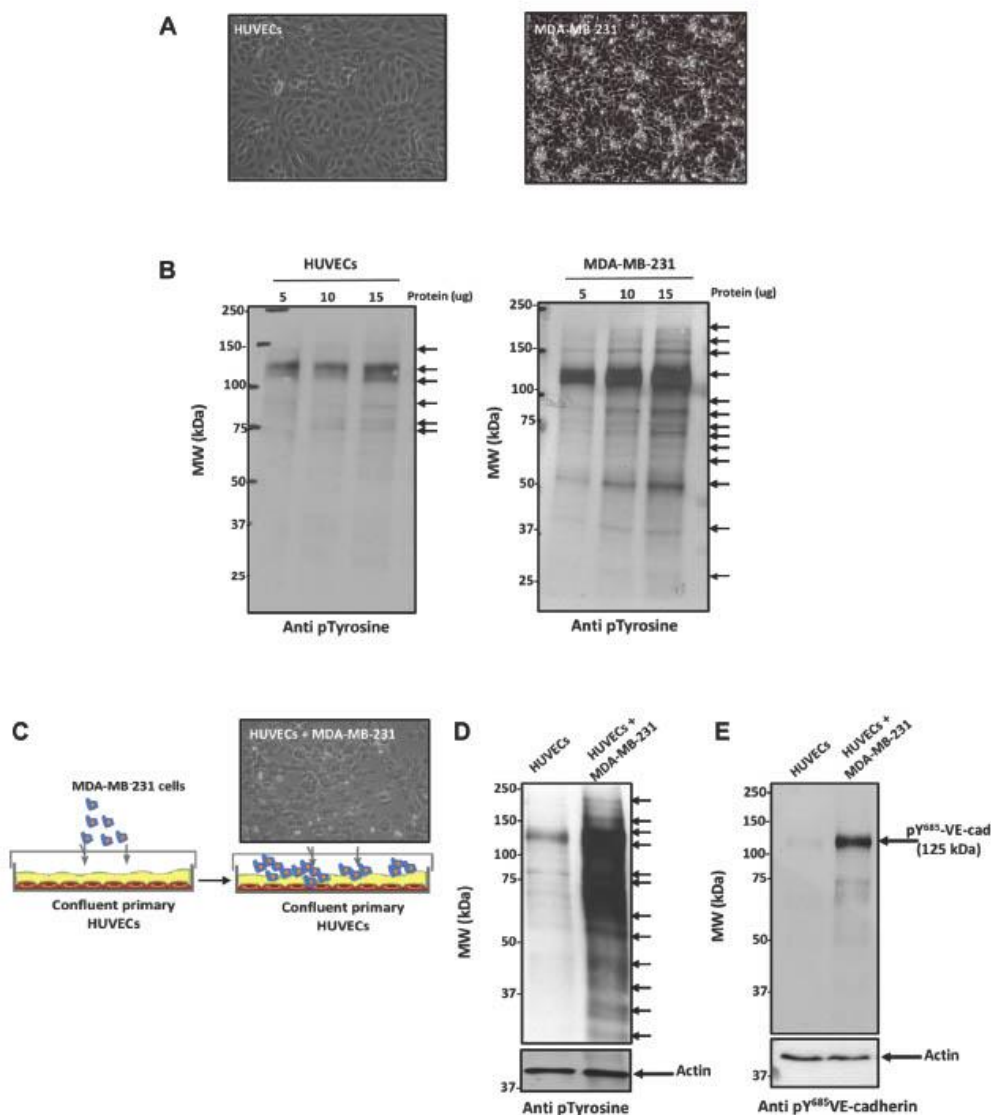 A
HUVECs
MDA-MB-231
B
HUVECs
5 10 15 Protein (ug)
250
150
100
75
50
37
25
MW (kDa)
Anti pTyrosine
MDA-MB-231
5 10 15 Protein (ug)
250
150
100
75
50
37
25
MW (kDa)
Anti pTyrosine
C
MDA-MB-231 cells
Confluent primary
HUVECs
HUVECs + MDA-MB-231
Confluent primary
HUVECs
D
HUVECs
HUVECs +
MDA-MB-231
250
150
100
75
50
37
MW (kDa)
Actin
37
Anti pTyrosine
E
HUVECs
HUVECs +
MDA-MB-231
250
150
100
75
50
37
MW (kDa)
pY⁶⁸⁵-VE-cad
(125 kDa)
Actin
37
Anti pY⁶⁸⁵VE-cadherin